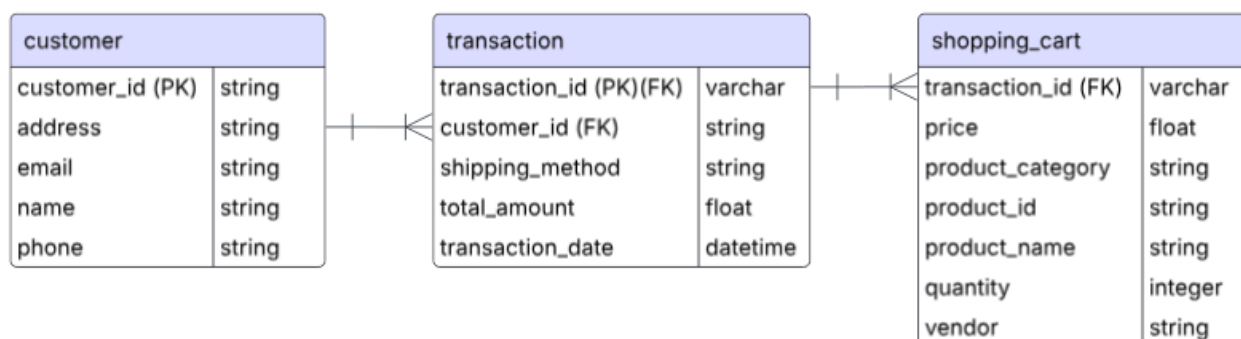 customer
customer_id (PK) string
address string
email string
name string
phone string
transaction
transaction_id (PK)(FK) varchar
customer_id (FK) string
shipping_method string
total_amount float
transaction_date datetime
shopping_cart
transaction_id (FK) varchar
price float
product_category string
product_id string
product_name string
quantity integer
vendor string